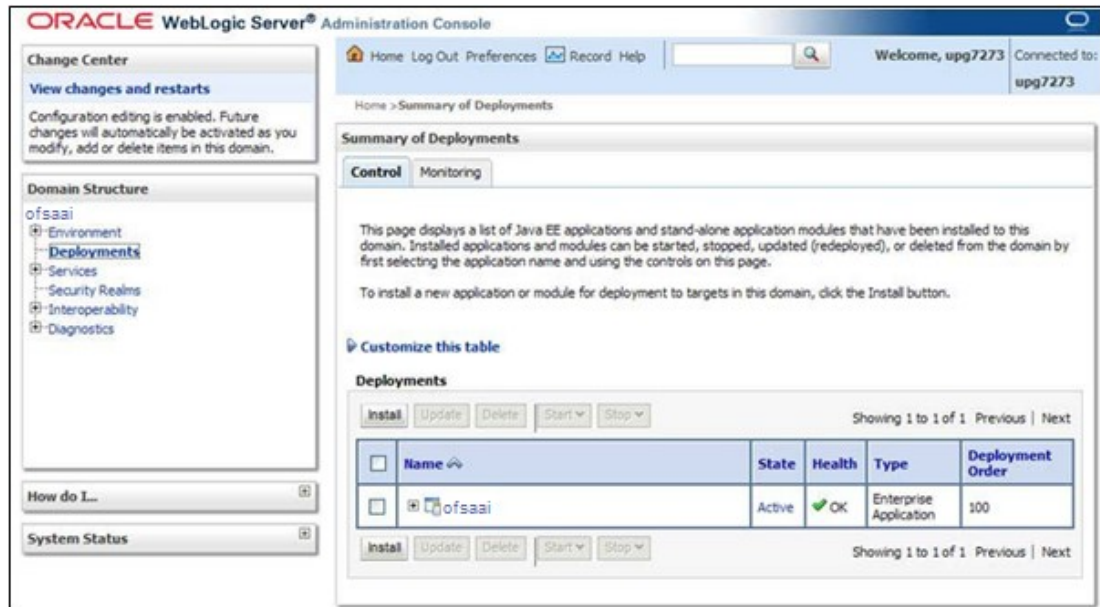 ORACLE WebLogic Server® Administration Console
Change Center
View changes and restarts
Configuration editing is enabled. Future
changes will automatically be activated as you
modify, add or delete items in this domain.
Domain Structure
ofsaai
Environment
Deployments
Services
Security Realms
Interoperability
Diagnostics
How do I...
System Status
Home Log Out Preferences Record Help
Welcome, upg7273
Connected to:
upg7273
Home >Summary of Deployments
Summary of Deployments
Control Monitoring
This page displays a list of Java EE applications and stand-alone application modules that have been installed to this
domain. Installed applications and modules can be started, stopped, updated (redeployed), or deleted from the domain by
first selecting the application name and using the controls on this page.
To install a new application or module for deployment to targets in this domain, click the Install button.
Customize this table
Deployments
Install Update Delete Start Stop
Showing 1 to 1 of 1 Previous | Next
Name State Health Type Deployment Order
ofsaai Active OK Enterprise Application 100
Install Update Delete Start Stop
Showing 1 to 1 of 1 Previous | Next